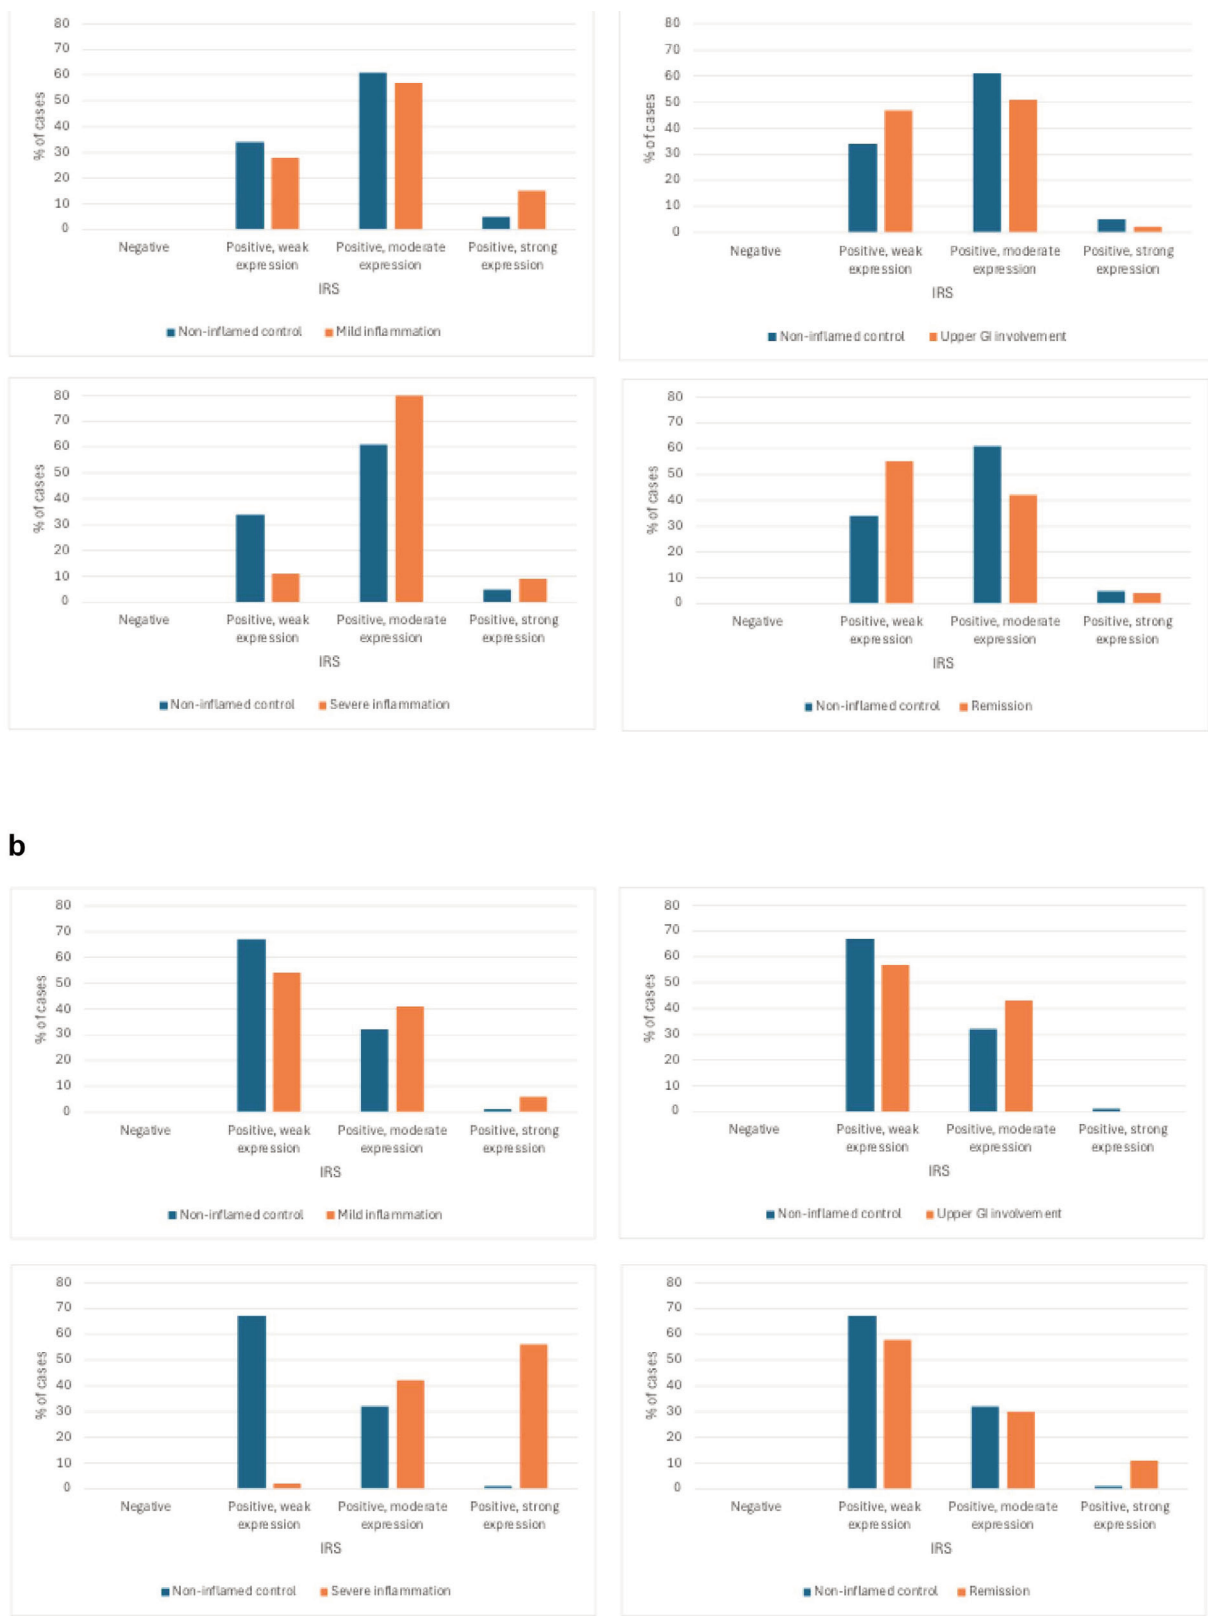 80
70
60
50
40
30
20
10
0
% of cases
Negative
Positive, weak
expression
Positive, moderate
expression
Positive, strong
expression
IRS
Non-inflamed control
Mild inflammation
80
70
60
50
40
30
20
10
0
% of cases
Negative
Positive, weak
expression
Positive, moderate
expression
Positive, strong
expression
IRS
Non-inflamed control
Upper GI involvement
80
70
60
50
40
30
20
10
0
% of cases
Negative
Positive, weak
expression
Positive, moderate
expression
Positive, strong
expression
IRS
Non-inflamed control
Severe inflammation
80
70
60
50
40
30
20
10
0
% of cases
Negative
Positive, weak
expression
Positive, moderate
expression
Positive, strong
expression
IRS
Non-inflamed control
Remission
b
80
70
60
50
40
30
20
10
0
% of cases
Negative
Positive, weak
expression
Positive, moderate
expression
Positive, strong
expression
IRS
Non-inflamed control
Mild inflammation
80
70
60
50
40
30
20
10
0
% of cases
Negative
Positive, weak
expression
Positive, moderate
expression
Positive, strong
expression
IRS
Non-inflamed control
Upper GI involvement
80
70
60
50
40
30
20
10
0
% of cases
Negative
Positive, weak
expression
Positive, moderate
expression
Positive, strong
expression
IRS
Non-inflamed control
Severe inflammation
80
70
60
50
40
30
20
10
0
% of cases
Negative
Positive, weak
expression
Positive, moderate
expression
Positive, strong
expression
IRS
Non-inflamed control
Remission